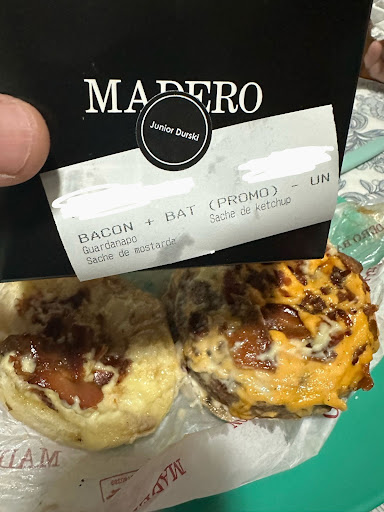 MADERO
Junior Durski
BACON + BAT (PROMO) - UN
Guardanapo Sache de ketchup
Sache de mostarda